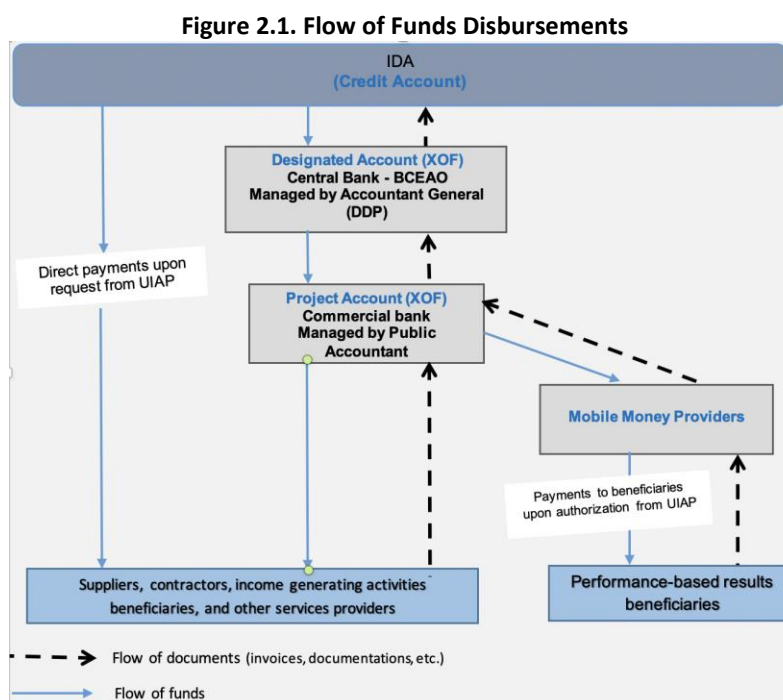 Figure 2.1. Flow of Funds Disbursements
IDA
(Credit Account)
Designated Account (XOF)
Central Bank - BCEAO
Managed by Accountant General
(DDP)
Direct payments upon
request from UIAP
Project Account (XOF)
Commercial bank
Managed by Public
Accountant
Mobile Money Providers
Payments to beneficiaries
upon authorization from UIAP
Suppliers, contractors, income generating activities
beneficiaries, and other services providers
Performance-based results
beneficiaries
Flow of documents (invoices, documentations, etc.)
Flow of funds